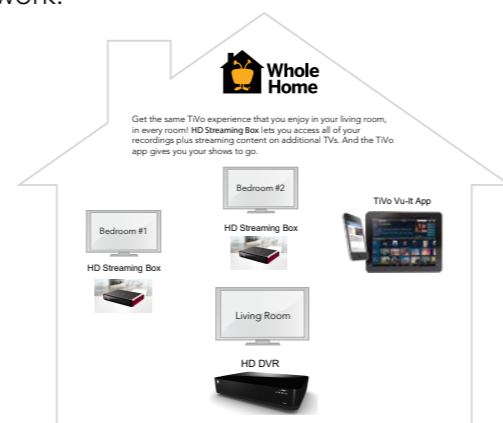 work.
Whole
Home
Get the same TiVo experience that you enjoy in your living room,
in every room! HD Streaming Box lets you access all of your
recordings plus streaming content on additional TVs. And the TiVo
app gives you your shows to go.
Bedroom #2
TiVo Vu-It App
Bedroom #1
HD Streaming Box
HD Streaming Box
Living Room
HD DVR